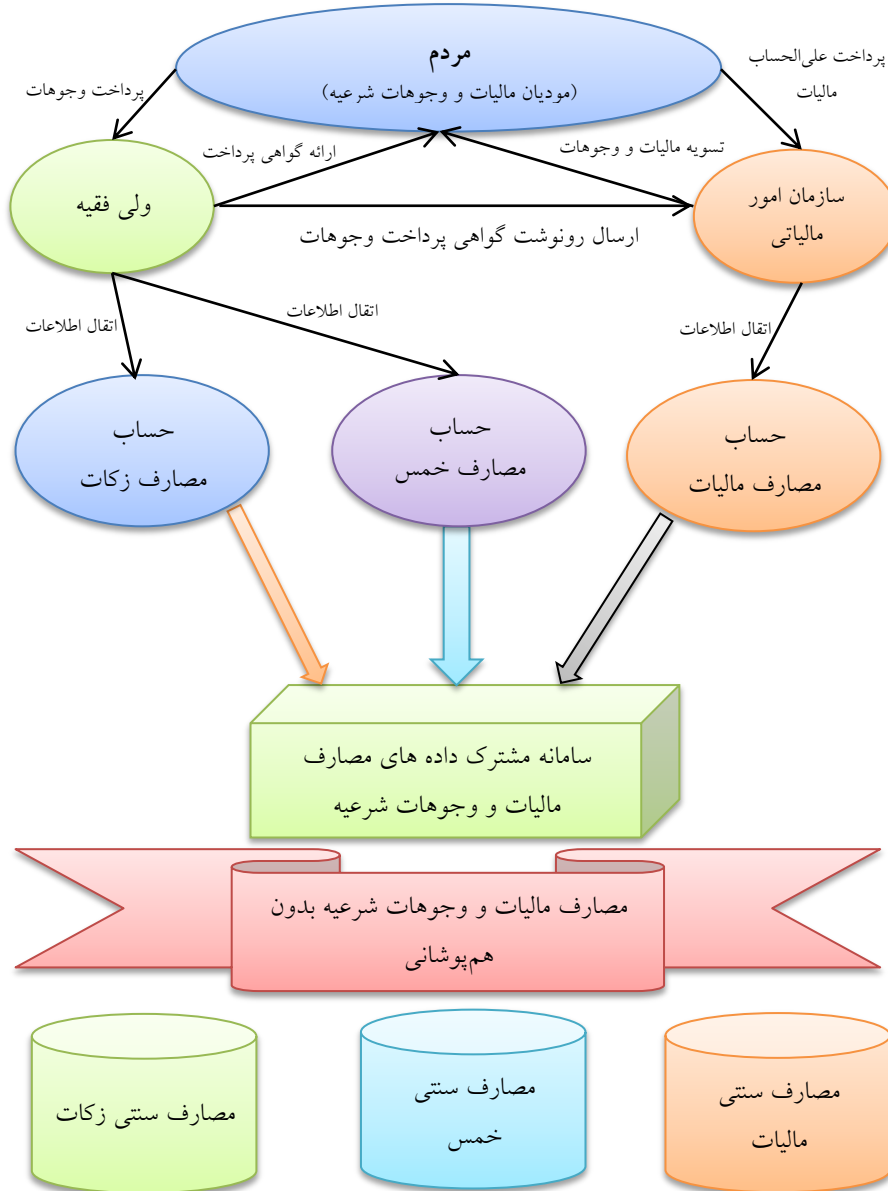 مردم
(مودیان مالیات و وجوهات شرعیه)
پرداخت علی‌الحساب
مالیات
پرداخت وجوهات
ارائه گواهی پرداخت
تسویه مالیات و وجوهات
سازمان امور
مالیاتی
ولی فقیه
ارسال رونوشت گواهی پرداخت وجوهات
اتقال اطلاعات
اتقال اطلاعات
اتقال اطلاعات
حساب
مصارف مالیات
حساب
مصارف خمس
حساب
مصارف زکات
سامانه مشترک داده های مصارف
مالیات و وجوهات شرعیه
مصارف مالیات و وجوهات شرعیه بدون
هم‌پوشانی
مصارف سنتی
مالیات
مصارف سنتی
خمس
مصارف سنتی زکات